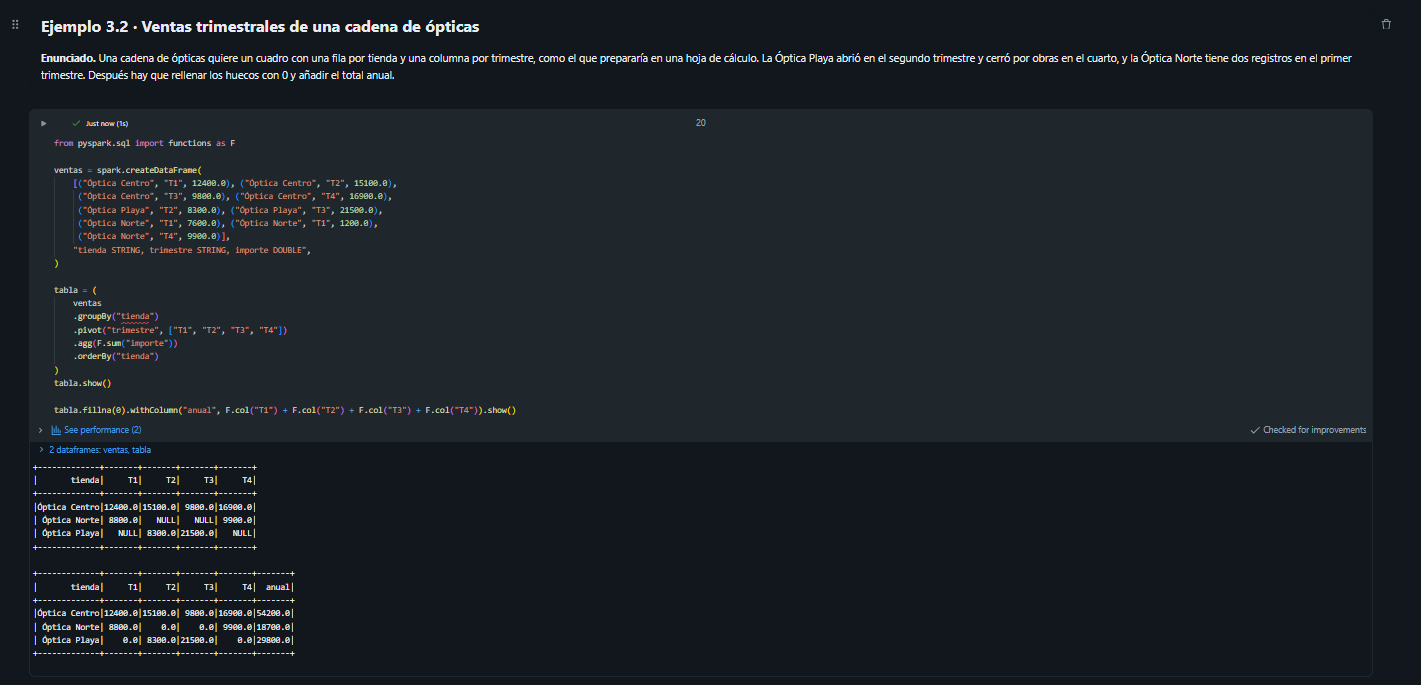 Ejemplo 3.2 · Ventas trimestrales de una cadena de ópticas
Enunciado. Una cadena de ópticas quiere un cuadro con una fila por tienda y una columna por trimestre, como el que prepararía en una hoja de cálculo. La Óptica Playa abrió en el segundo trimestre y cerró por obras en el cuarto, y la Óptica Norte tiene dos registros en el primer
trimestre. Después hay que rellenar los huecos con 0 y añadir el total anual.
Just now (1s)
20
from pyspark.sql import functions as F
ventas = spark.createDataFrame(
    [("Óptica Centro", "T1", 12400.0), ("Óptica Centro", "T2", 15100.0),
     ("Óptica Centro", "T3", 9800.0), ("Óptica Centro", "T4", 16900.0),
     ("Óptica Playa", "T2", 8300.0), ("Óptica Playa", "T3", 21500.0),
     ("Óptica Norte", "T1", 7600.0), ("Óptica Norte", "T1", 1200.0),
     ("Óptica Norte", "T4", 9900.0)],
    "tienda STRING, trimestre STRING, importe DOUBLE",
)
tabla = (
    ventas
    .groupBy("tienda")
    .pivot("trimestre", ["T1", "T2", "T3", "T4"])
    .agg(F.sum("importe"))
    .orderBy("tienda")
)
tabla.show()
tabla.fillna(0).withColumn("anual", F.col("T1") + F.col("T2") + F.col("T3") + F.col("T4")).show()
See performance (2)
Checked for improvements
2 dataframes: ventas, tabla
+-------------+-------+-------+-------+-------+
|       tienda|     T1|     T2|     T3|     T4|
+-------------+-------+-------+-------+-------+
|Óptica Centro|12400.0|15100.0| 9800.0|16900.0|
| Óptica Norte| 8800.0|   NULL|   NULL| 9900.0|
| Óptica Playa|   NULL| 8300.0|21500.0|   NULL|
+-------------+-------+-------+-------+-------+
+-------------+-------+-------+-------+-------+-------+
|       tienda|     T1|     T2|     T3|     T4|  anual|
+-------------+-------+-------+-------+-------+-------+
|Óptica Centro|12400.0|15100.0| 9800.0|16900.0|54200.0|
| Óptica Norte| 8800.0|    0.0|    0.0| 9900.0|18700.0|
| Óptica Playa|    0.0| 8300.0|21500.0|    0.0|29800.0|
+-------------+-------+-------+-------+-------+-------+